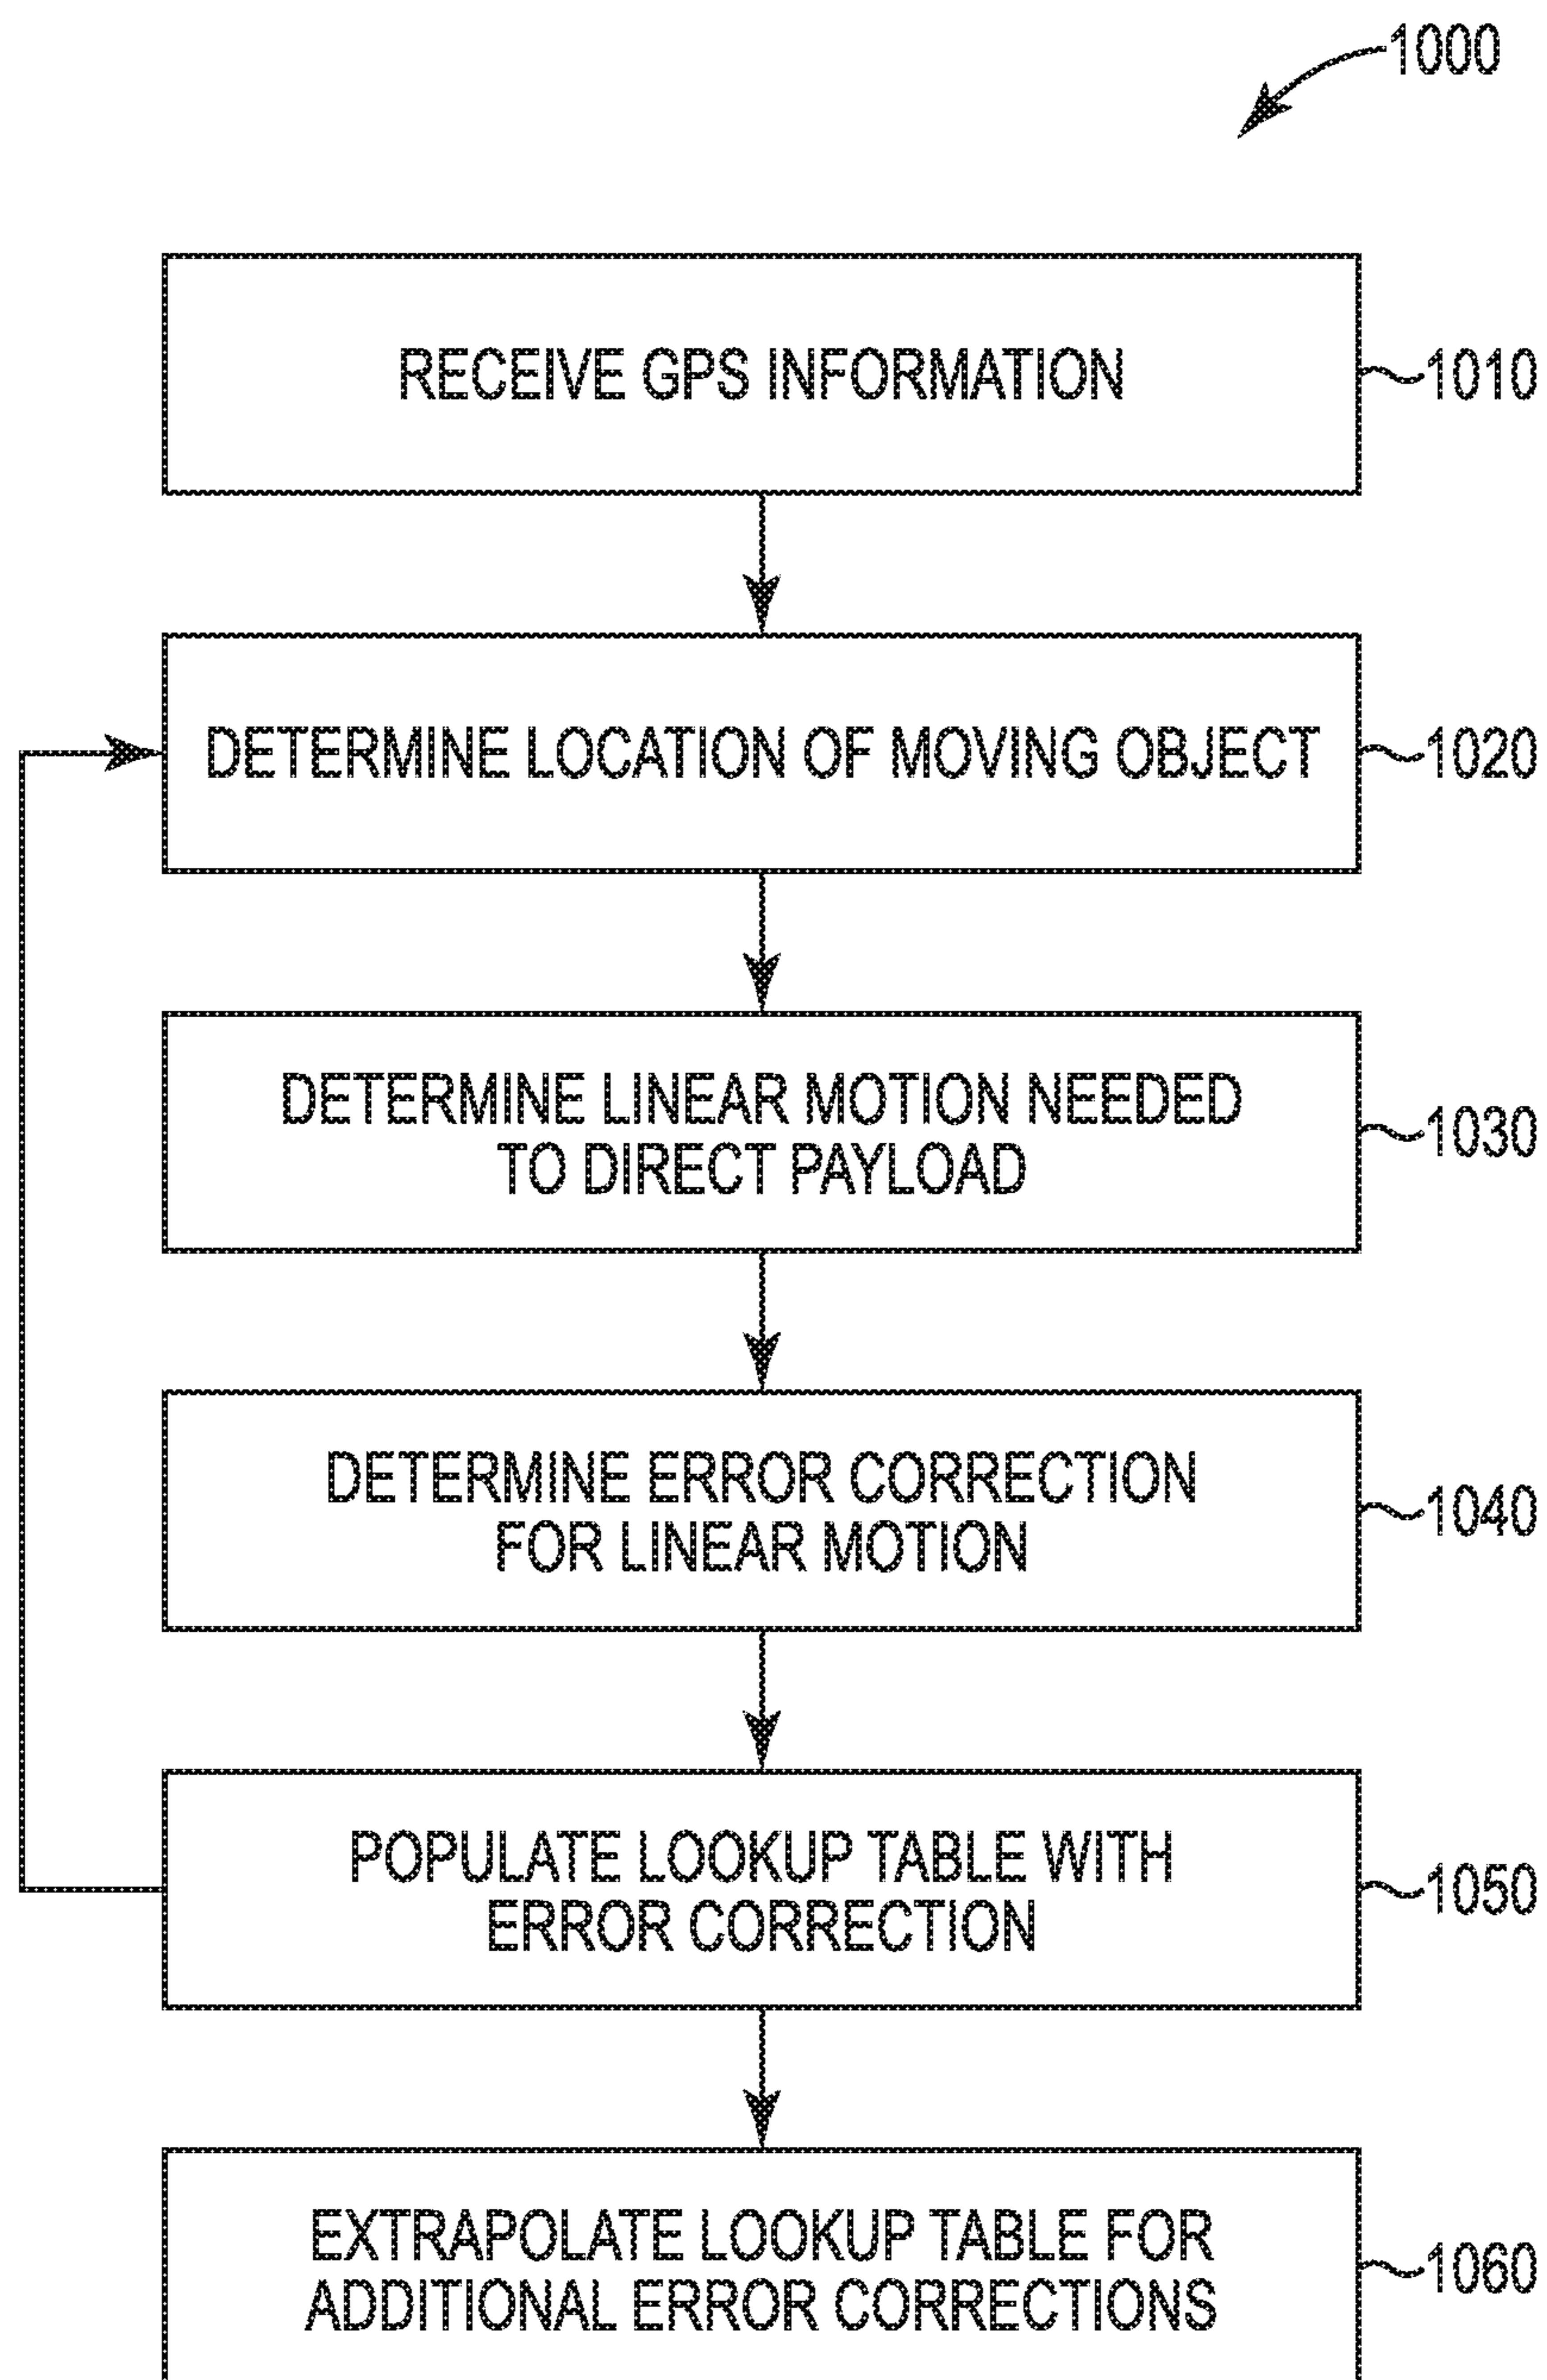 1000
RECEIVE GPS INFORMATION
1010
DETERMINE LOCATION OF MOVING OBJECT
1020
DETERMINE LINEAR MOTION NEEDED
TO DIRECT PAYLOAD
1030
DETERMINE ERROR CORRECTION
FOR LINEAR MOTION
1040
POPULATE LOOKUP TABLE WITH
ERROR CORRECTION
1050
EXTRAPOLATE LOOKUP TABLE FOR
ADDITIONAL ERROR CORRECTIONS
1060